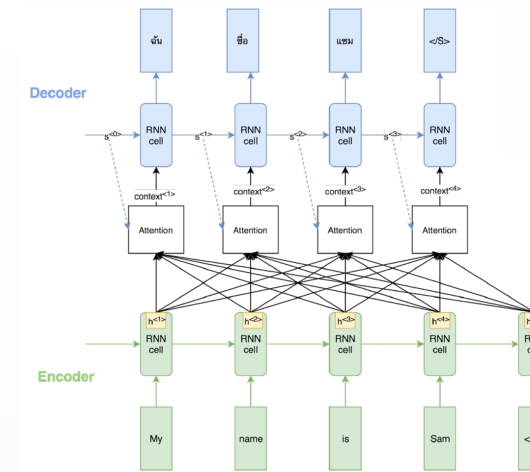 ฉัน ชื่อ แซม </S>
Decoder
s<0> RNN cell s<1> RNN cell s<2> RNN cell s<3> RNN cell
context<1> context<2> context<3> context<4>
Attention Attention Attention Attention
h<1> h<2> h<3> h<4>
RNN cell RNN cell RNN cell RNN cell
Encoder
My name is Sam